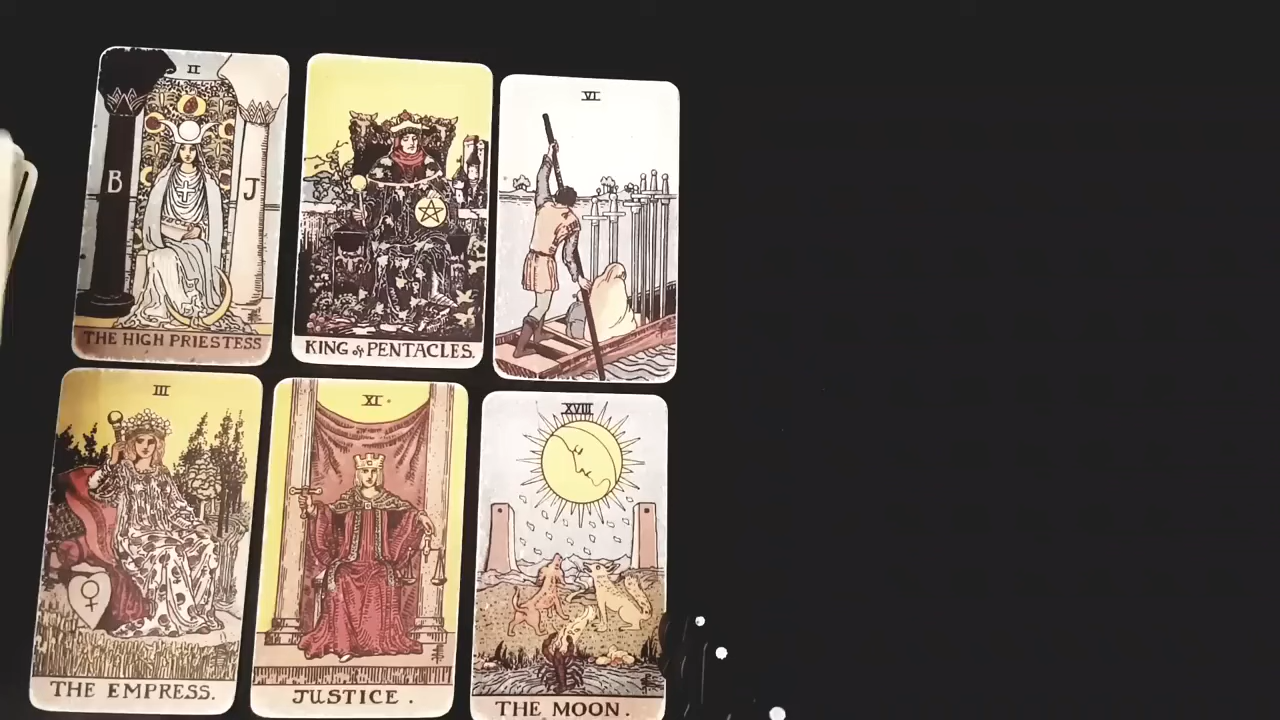 II
B
J
THE HIGH PRIESTESS
KING of PENTACLES.
VI
III
THE EMPRESS.
XI
JUSTICE .
XVIII
THE MOON.